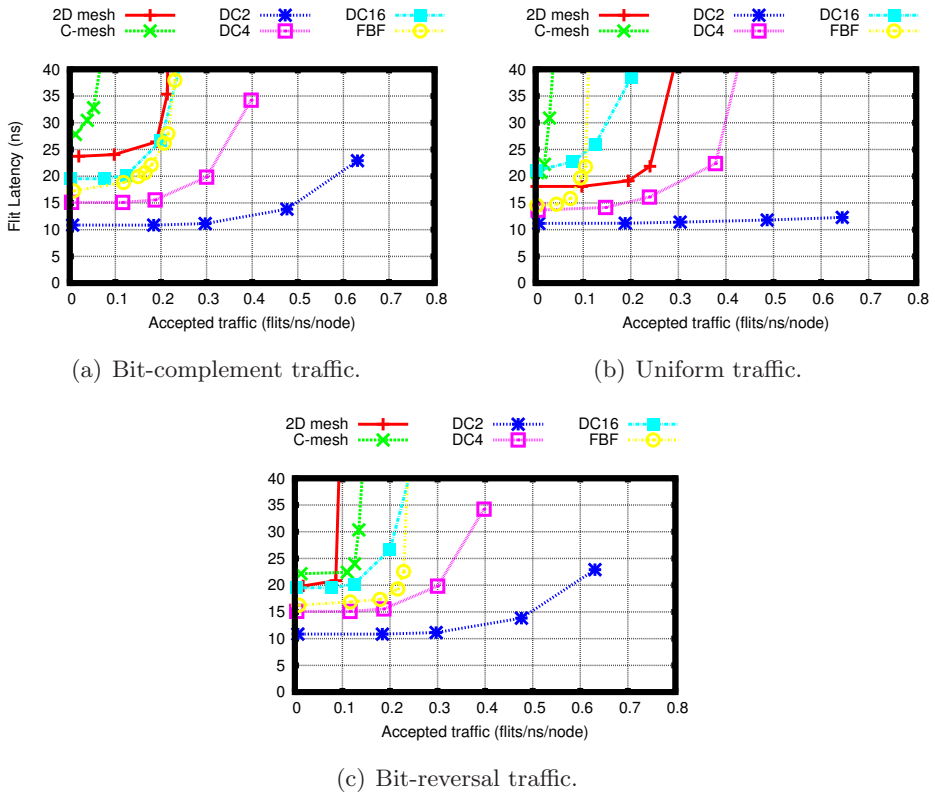 2D mesh DC2 DC16
C-mesh DC4 FBF
40
35
30
25
20
15
10
5
0
Flit Latency (ns)
0 0.1 0.2 0.3 0.4 0.5 0.6 0.7 0.8
Accepted traffic (flits/ns/node)
(a) Bit-complement traffic.
2D mesh DC2 DC16
C-mesh DC4 FBF
40
35
30
25
20
15
10
5
0
0 0.1 0.2 0.3 0.4 0.5 0.6 0.7 0.8
Accepted traffic (flits/ns/node)
(b) Uniform traffic.
2D mesh DC2 DC16
C-mesh DC4 FBF
40
35
30
25
20
15
10
5
0
0 0.1 0.2 0.3 0.4 0.5 0.6 0.7 0.8
Accepted traffic (flits/ns/node)
(c) Bit-reversal traffic.